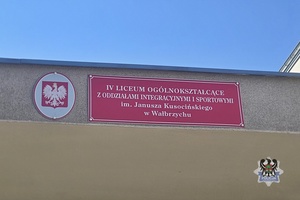 IV LICEUM OGÓLNOKSZTAŁCĄCE
Z ODDZIAŁAMI INTEGRACYJNYMI I SPORTOWYMI
im. Janusza Kusocińskiego
w Wałbrzychu